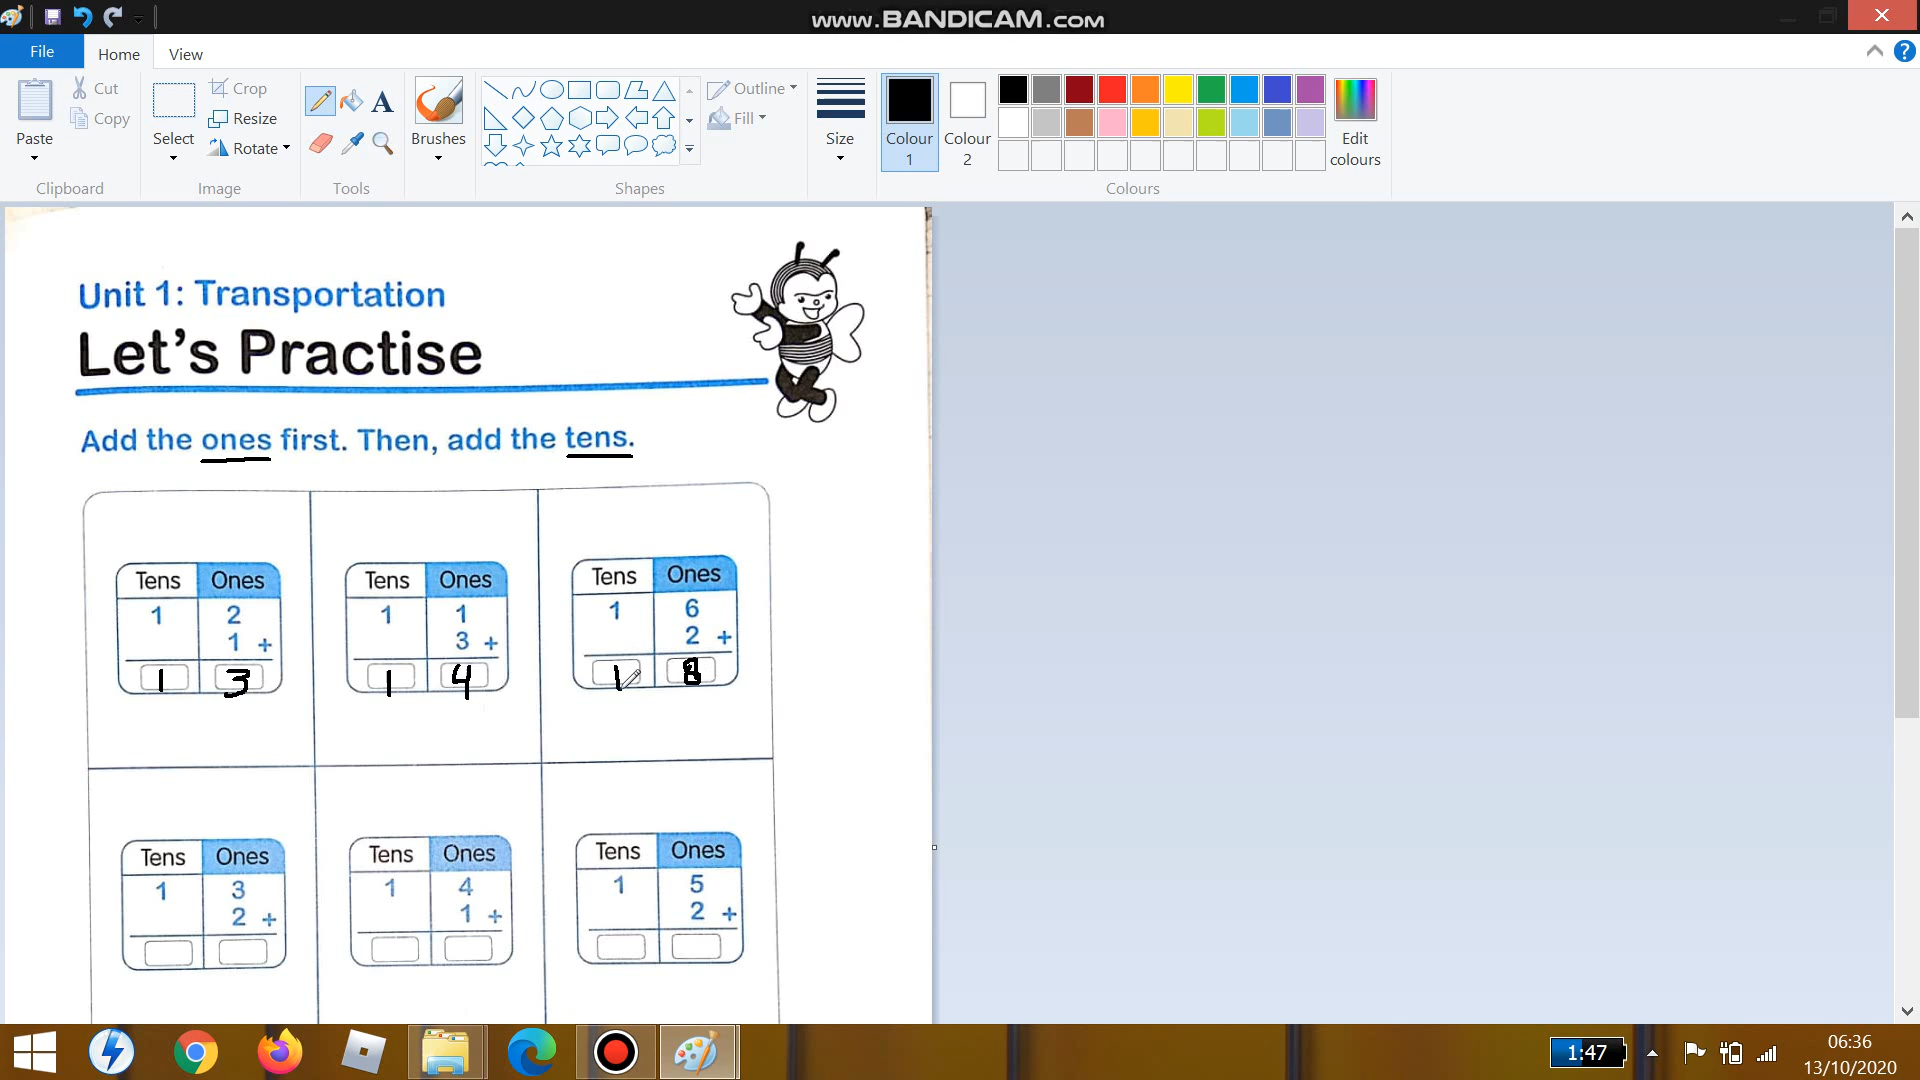 www.BANDICAM.com
File
Home
View
Paste
Cut
Copy
Clipboard
Select
Crop
Resize
Rotate
Image
Tools
Brushes
Shapes
Outline
Fill
Size
Colour 1
Colour 2
Edit colours
Colours
Unit 1: Transportation
Let's Practise
Add the ones first. Then, add the tens.
Tens Ones
1 2
1 +
1 3
Tens Ones
1 1
3 +
1 4
Tens Ones
1 6
2 +
1 8
Tens Ones
1 3
2 +
Tens Ones
1 4
1 +
Tens Ones
1 5
2 +
1:47
06:36
13/10/2020